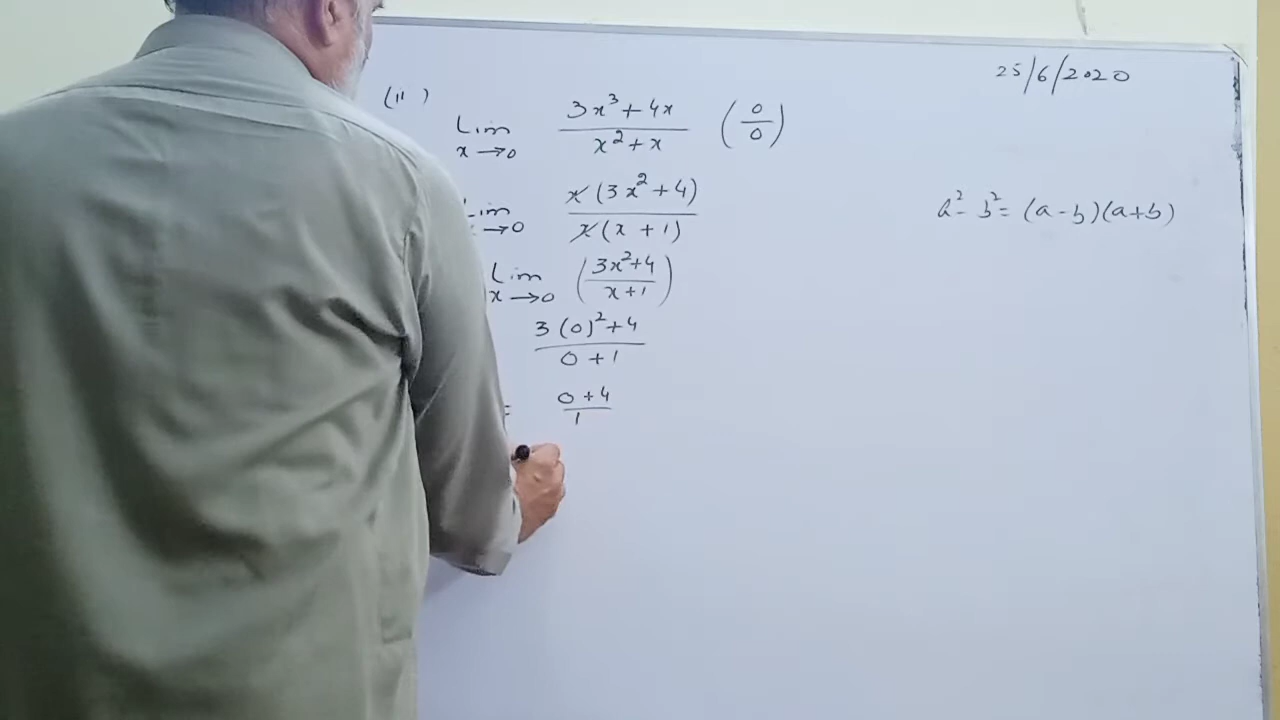 25/6/2020
(11)
Lim x→0 (3x³ + 4x)/(x² + x) (0/0)
Lim →0 x(3x² + 4)/x(x + 1)
a² - b² = (a - b)(a + b)
Lim x→0 ((3x² + 4)/(x + 1))
(3(0)² + 4)/(0 + 1)
= (0 + 4)/1